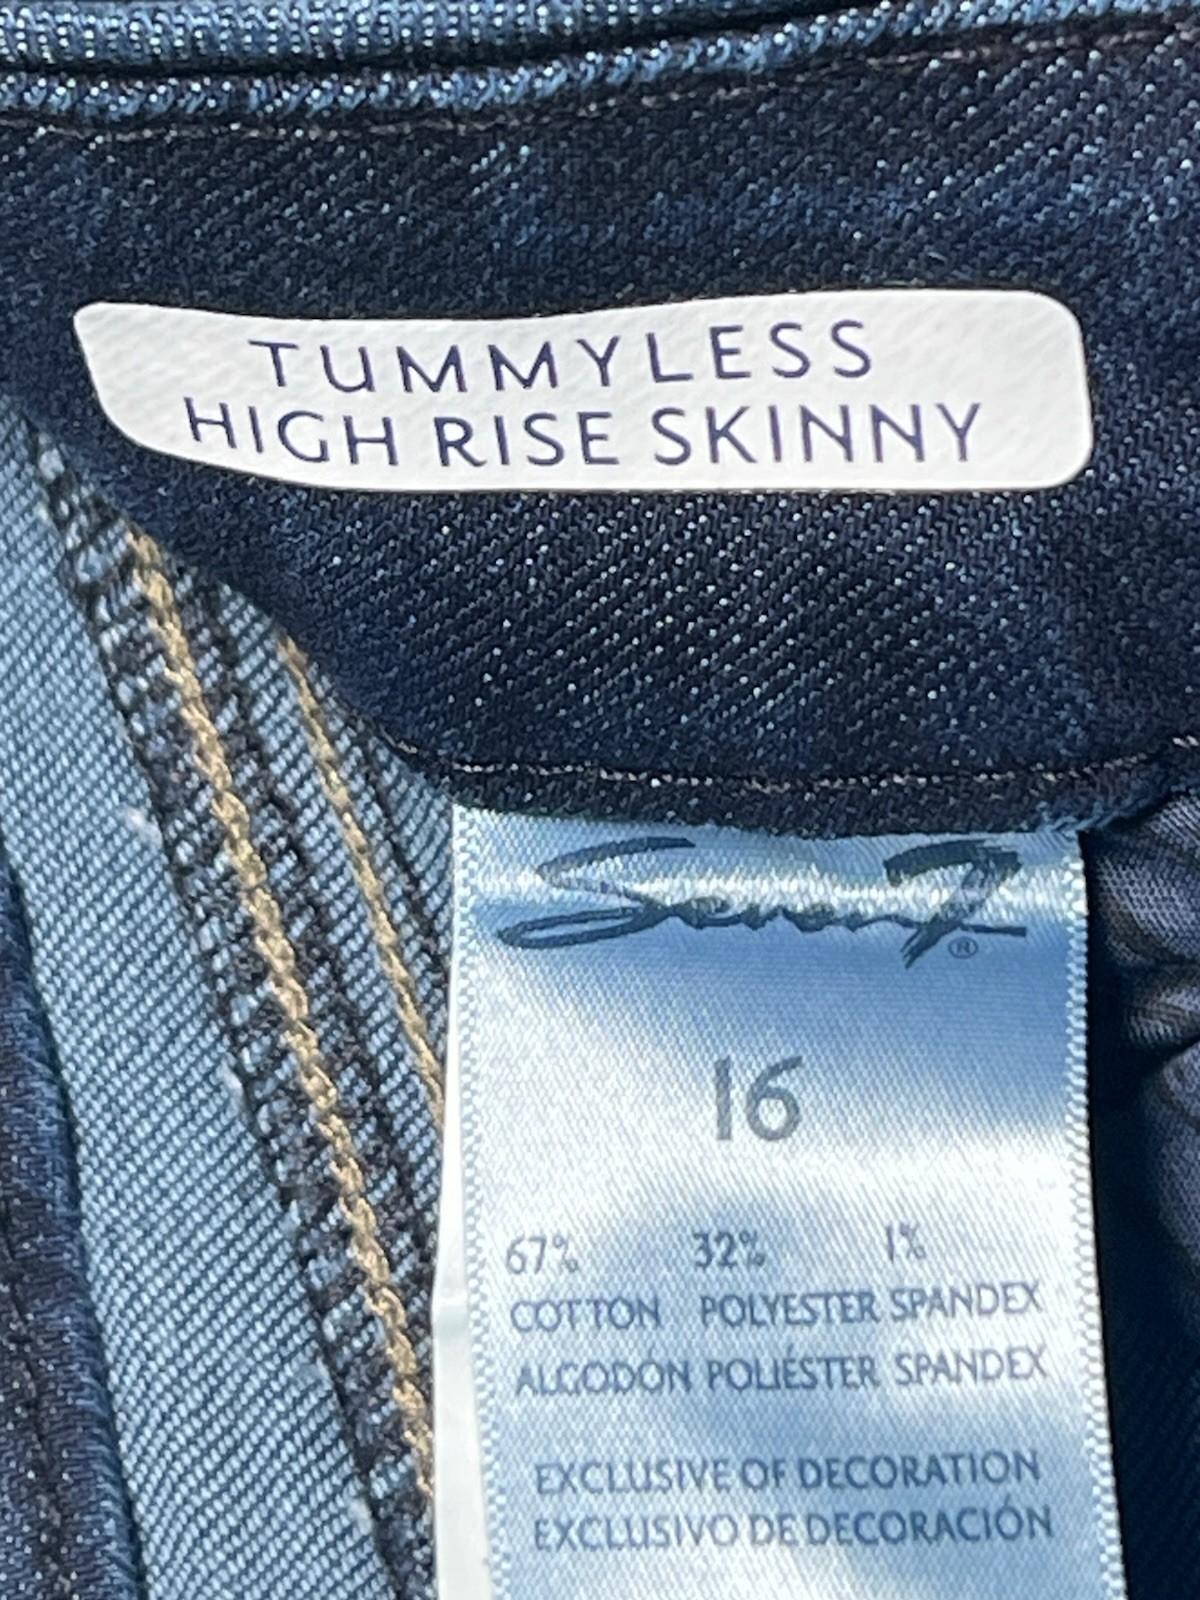 TUMMYLESS
HIGH RISE SKINNY
Seven7®
16
67% 32% 1%
COTTON POLYESTER SPANDEX
ALGODÓN POLIÉSTER SPANDEX
EXCLUSIVE OF DECORATION
EXCLUSIVO DE DECORACIÓN